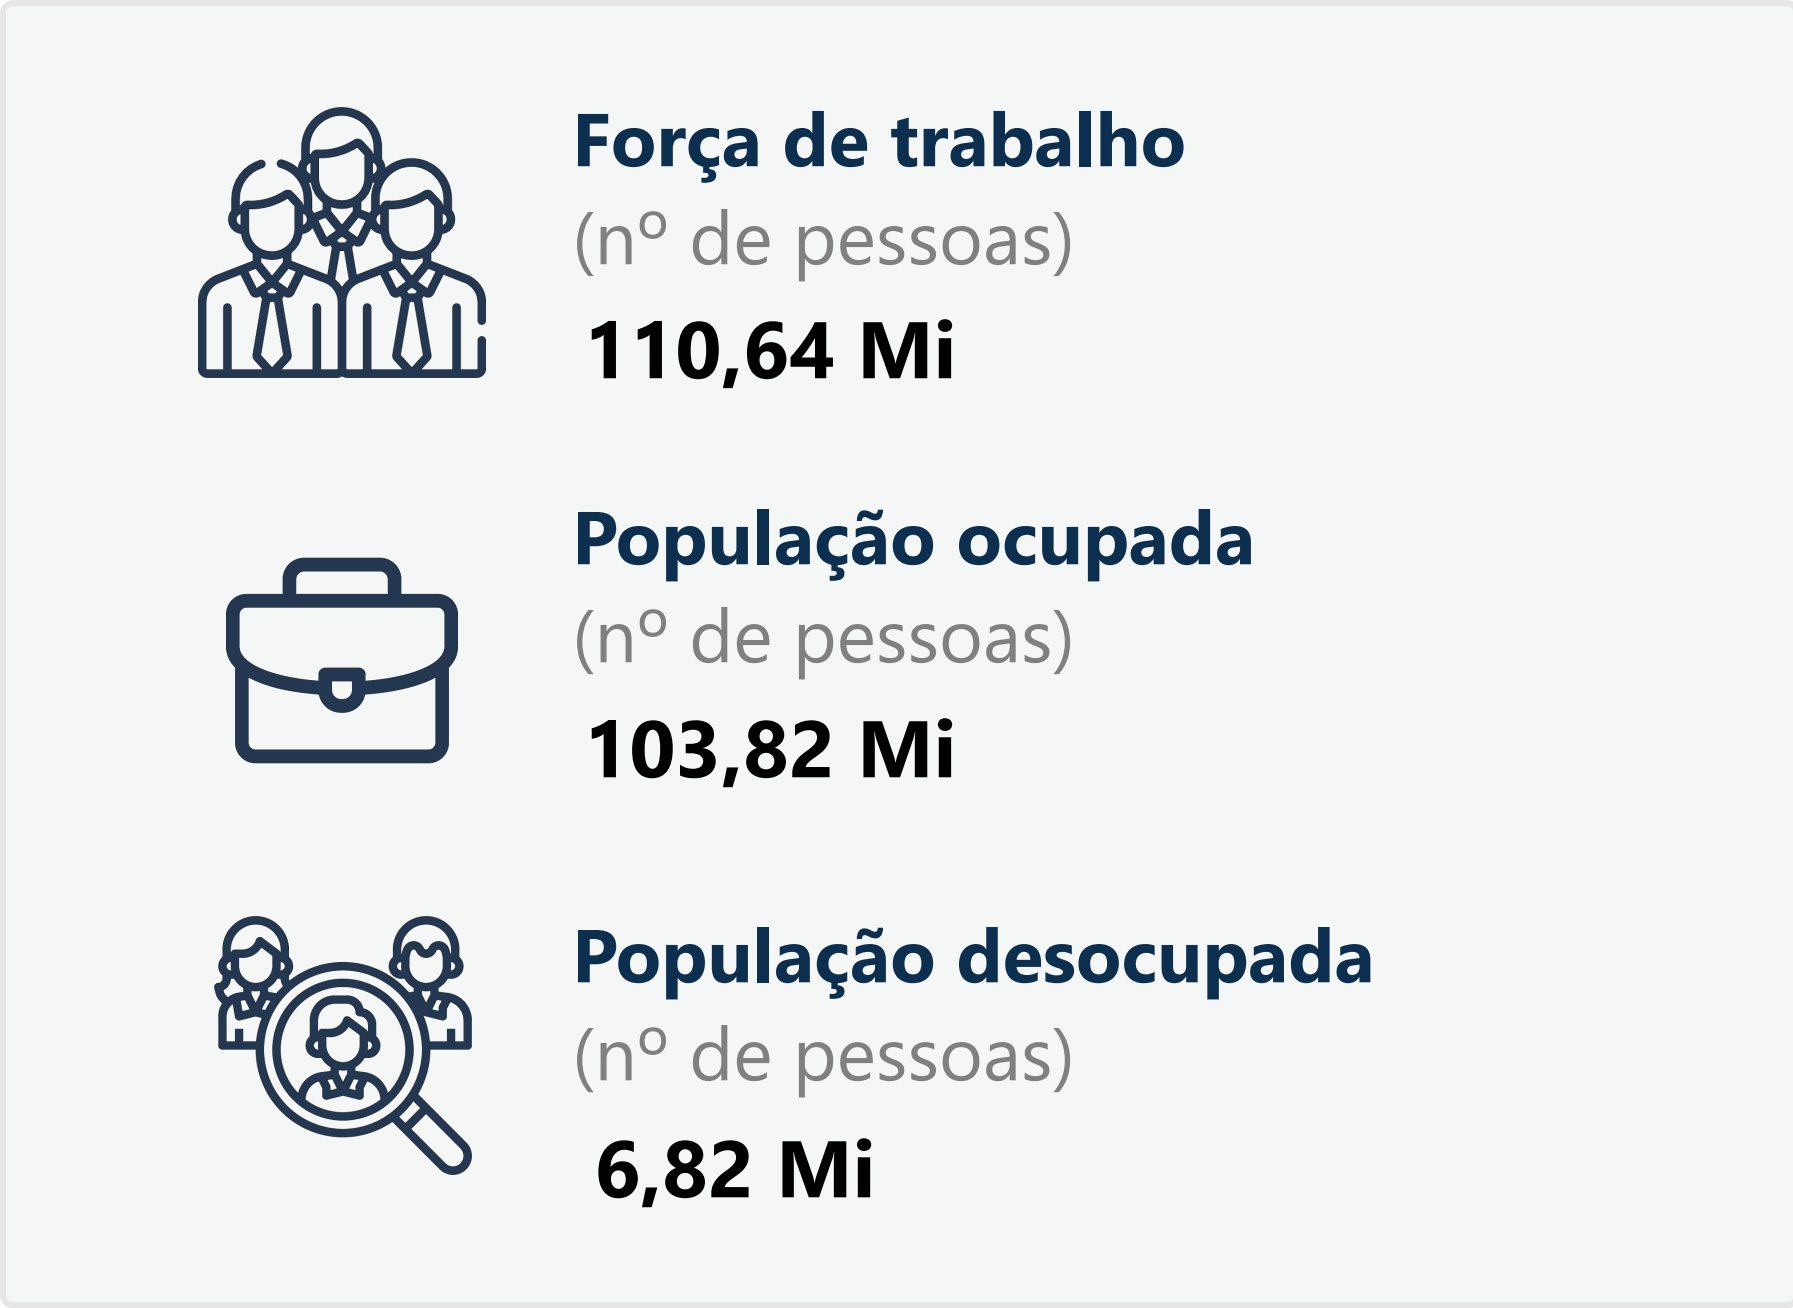 Força de trabalho
(nº de pessoas)
110,64 Mi
População ocupada
(nº de pessoas)
103,82 Mi
População desocupada
(nº de pessoas)
6,82 Mi